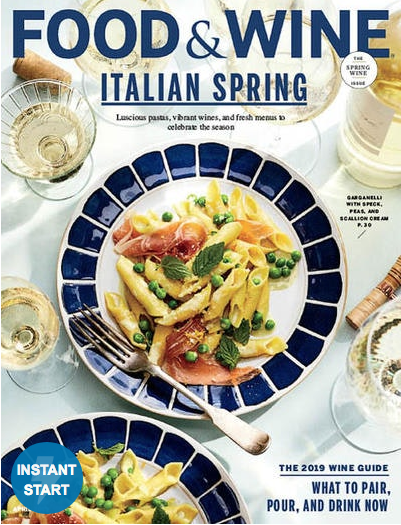 FOOD & WINE
THE
SPRING
WINE
ISSUE
ITALIAN SPRING
Luscious pastas, vibrant wines, and fresh menus to
celebrate the season
GARGANELLI
WITH SPECK,
PEAS, AND
SCALLION CREAM
P. 30
INSTANT
START
THE 2019 WINE GUIDE
WHAT TO PAIR,
POUR, AND DRINK NOW